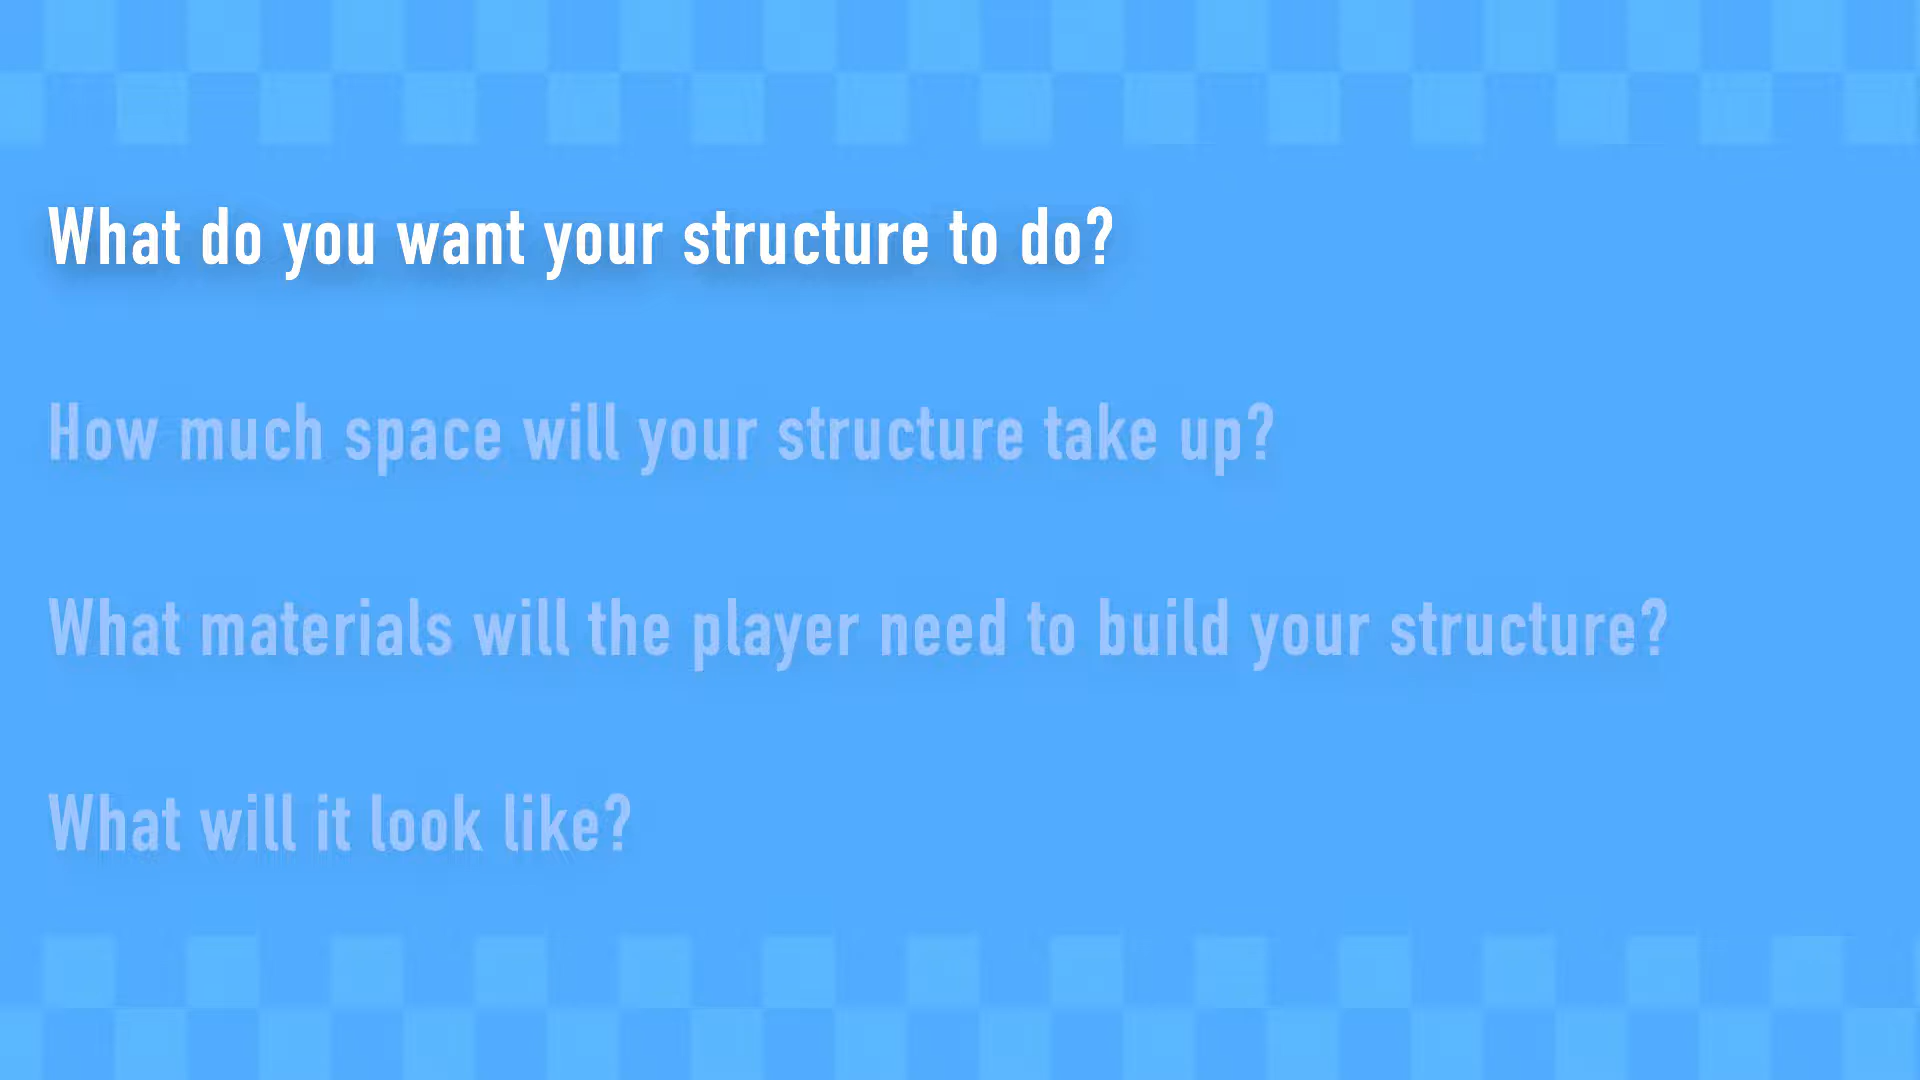 What do you want your structure to do?
How much space will your structure take up?
What materials will the player need to build your structure?
What will it look like?